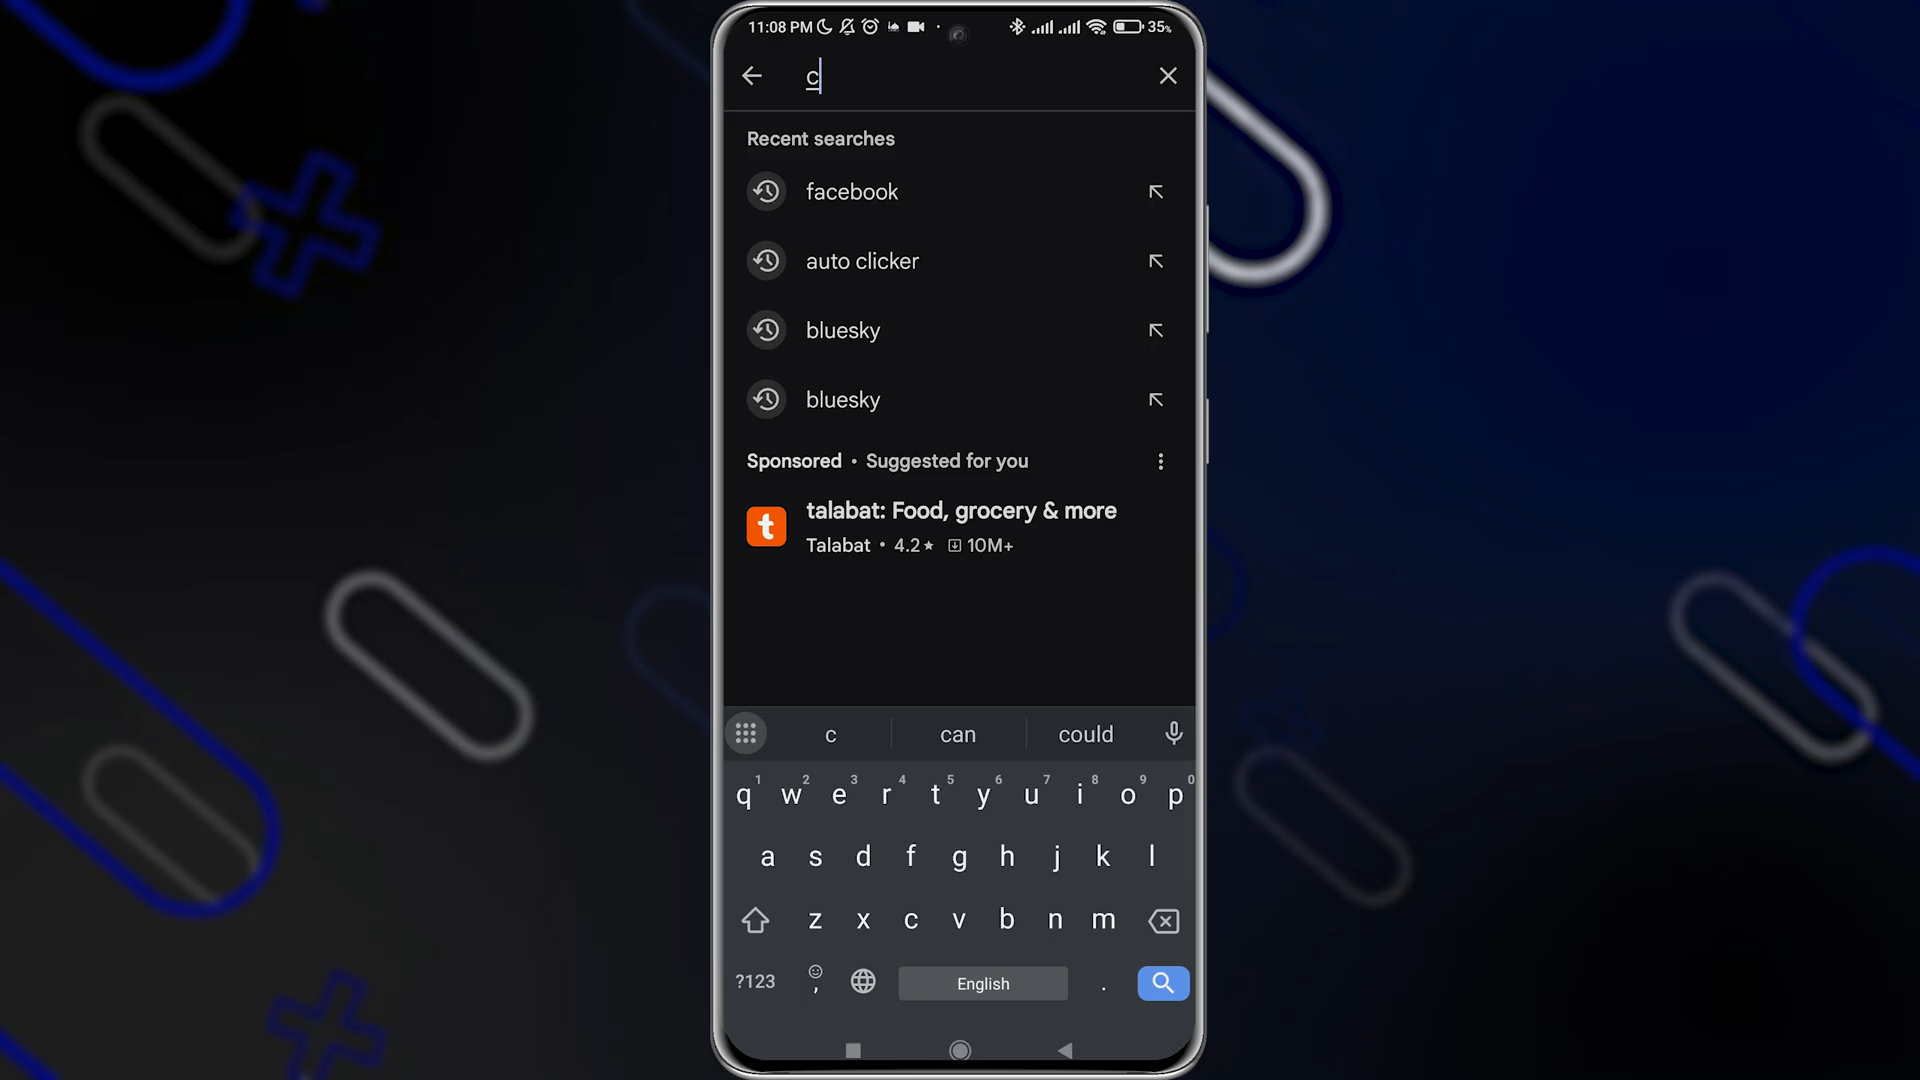 11:08 PM 35%
c
Recent searches
facebook
auto clicker
bluesky
bluesky
Sponsored • Suggested for you
t
talabat: Food, grocery & more
Talabat • 4.2★ 10M+
c can could
1 2 3 4 5 6 7 8 9 0
q w e r t y u i o p
a s d f g h j k l
z x c v b n m
?123 , English .